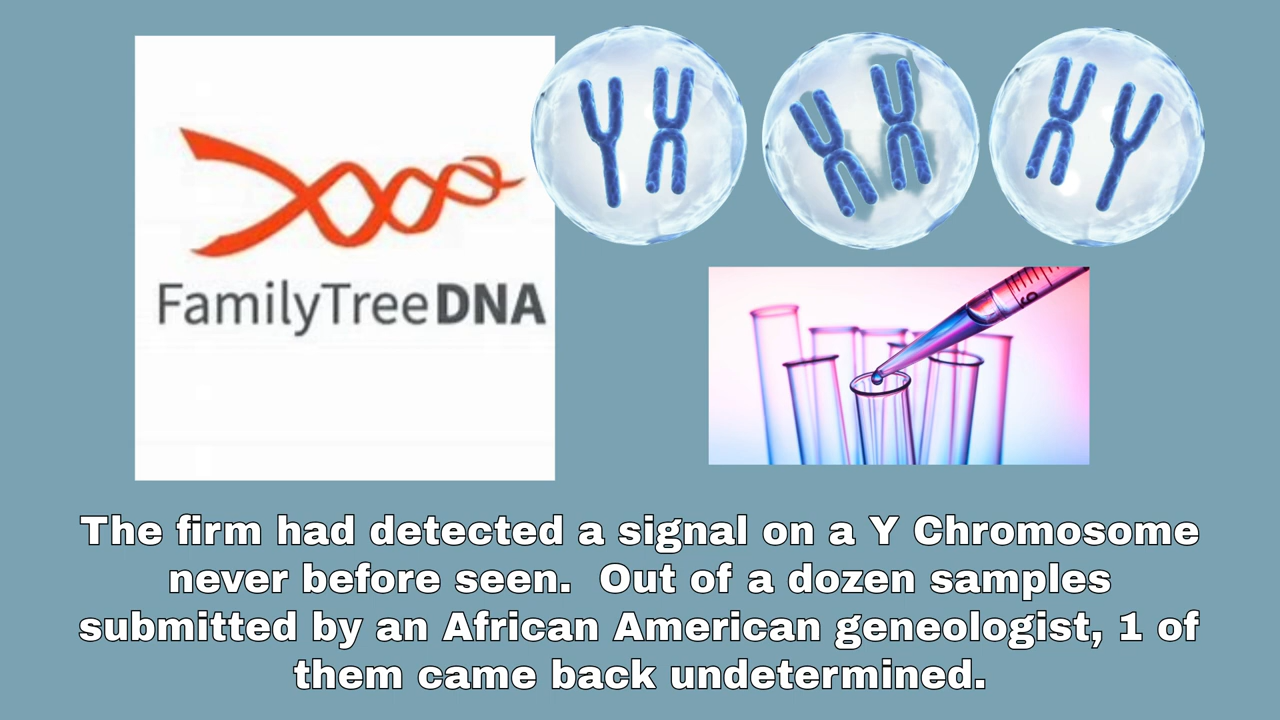 FamilyTreeDNA
The firm had detected a signal on a Y Chromosome
never before seen.  Out of a dozen samples
submitted by an African American geneologist, 1 of
them came back undetermined.